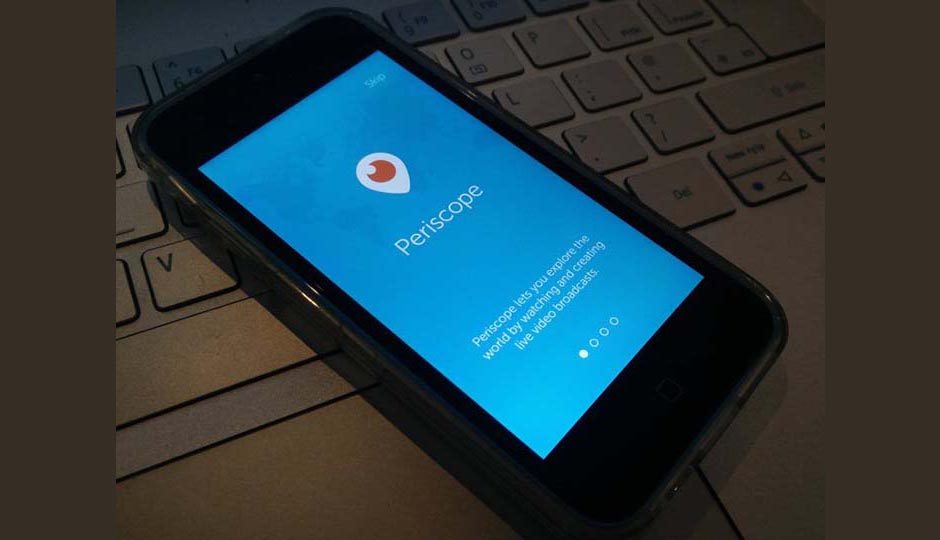 Skip
Periscope
Periscope lets you explore the
world by watching and creating
live video broadcasts.
O
P
L
V
Del